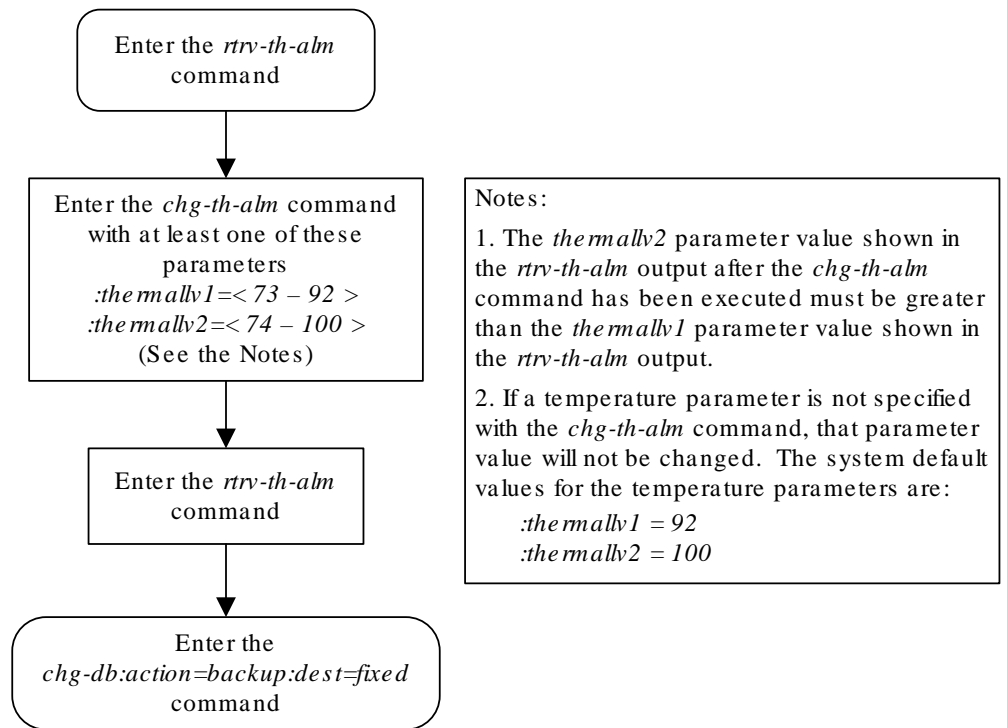 Enter the rtrv-th-alm
command
Enter the chg-th-alm command
with at least one of these
parameters
:thermallv1=< 73 – 92 >
:thermallv2=< 74 – 100 >
(See the Notes)
Enter the rtrv-th-alm
command
Enter the
chg-db:action=backup:dest=fixed
command
Notes:
1. The thermallv2 parameter value shown in
the rtrv-th-alm output after the chg-th-alm
command has been executed must be greater
than the thermallv1 parameter value shown in
the rtrv-th-alm output.
2. If a temperature parameter is not specified
with the chg-th-alm command, that parameter
value will not be changed. The system default
values for the temperature parameters are:
:thermallv1 = 92
:thermallv2 = 100